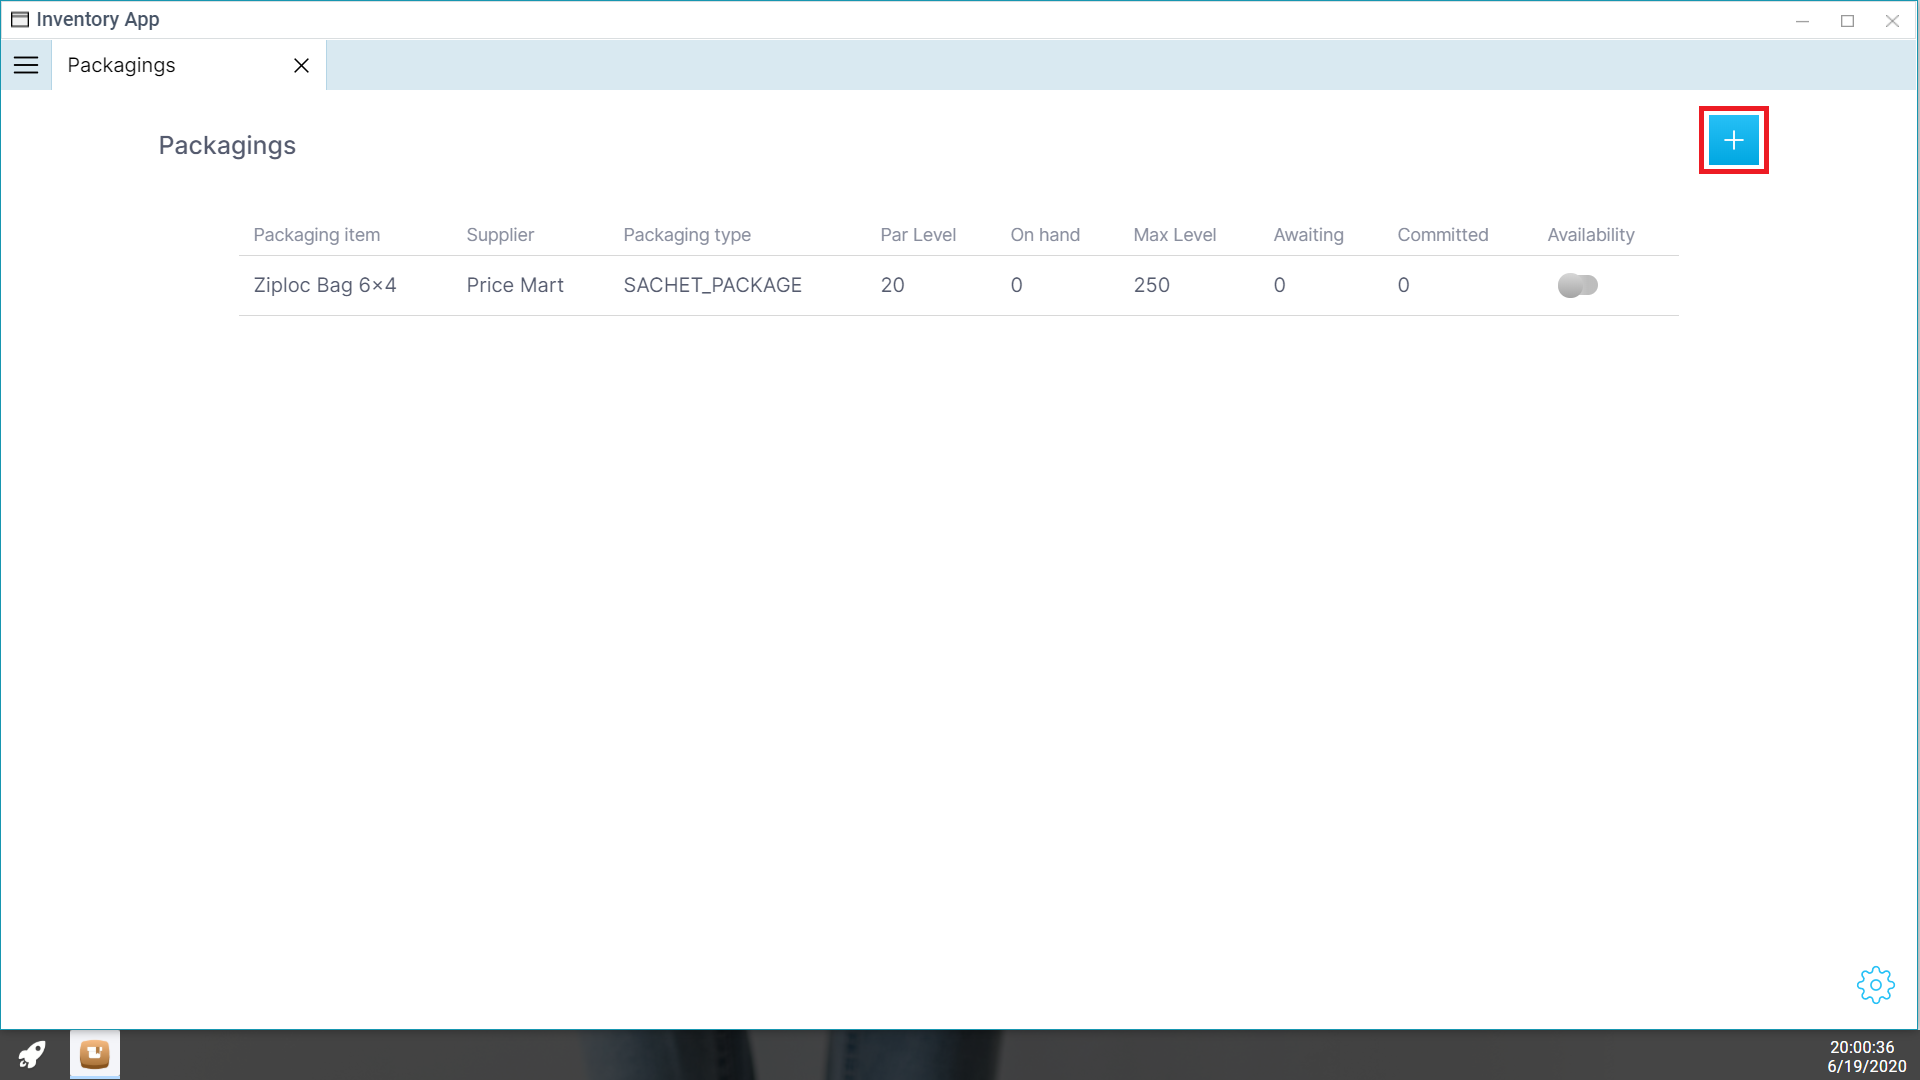 Inventory App
Packagings
Packagings
Packaging item Supplier Packaging type Par Level On hand Max Level Awaiting Committed Availability
Ziploc Bag 6×4 Price Mart SACHET_PACKAGE 20 0 250 0 0
20:00:36
6/19/2020